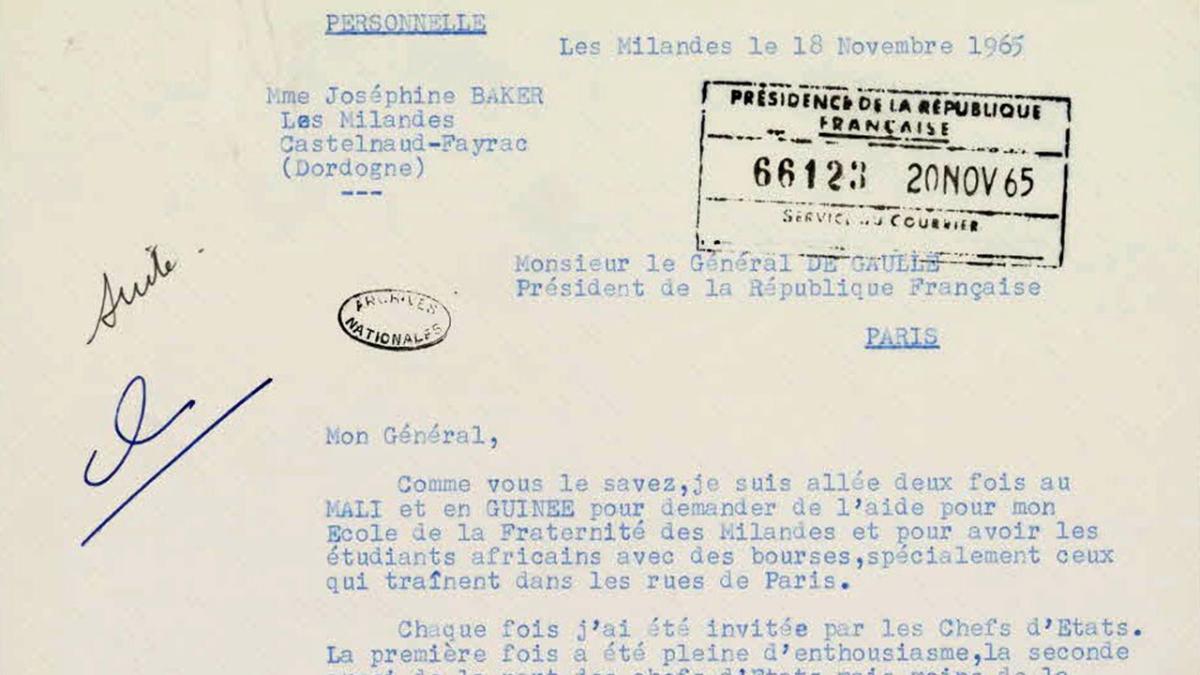 PERSONNELLE
Les Milandes le 18 Novembre 1965
Mme Joséphine BAKER
Les Milandes
Castelnaud-Fayrac
(Dordogne)
---
PRÉSIDENCE DE LA RÉPUBLIQUE
FRANÇAISE
66123 20NOV65
SERVICE DU COURRIER
Monsieur le Général DE GAULLE
Président de la République Française
PARIS
Suite.
ARCHIVES
NATIONALES
Mon Général,
Comme vous le savez,je suis allée deux fois au
MALI et en GUINEE pour demander de l'aide pour mon
Ecole de la Fraternité des Milandes et pour avoir les
étudiants africains avec des bourses,spécialement ceux
qui traînent dans les rues de Paris.
Chaque fois j'ai été invitée par les Chefs d'Etats.
La première fois a été pleine d'enthousiasme,la seconde